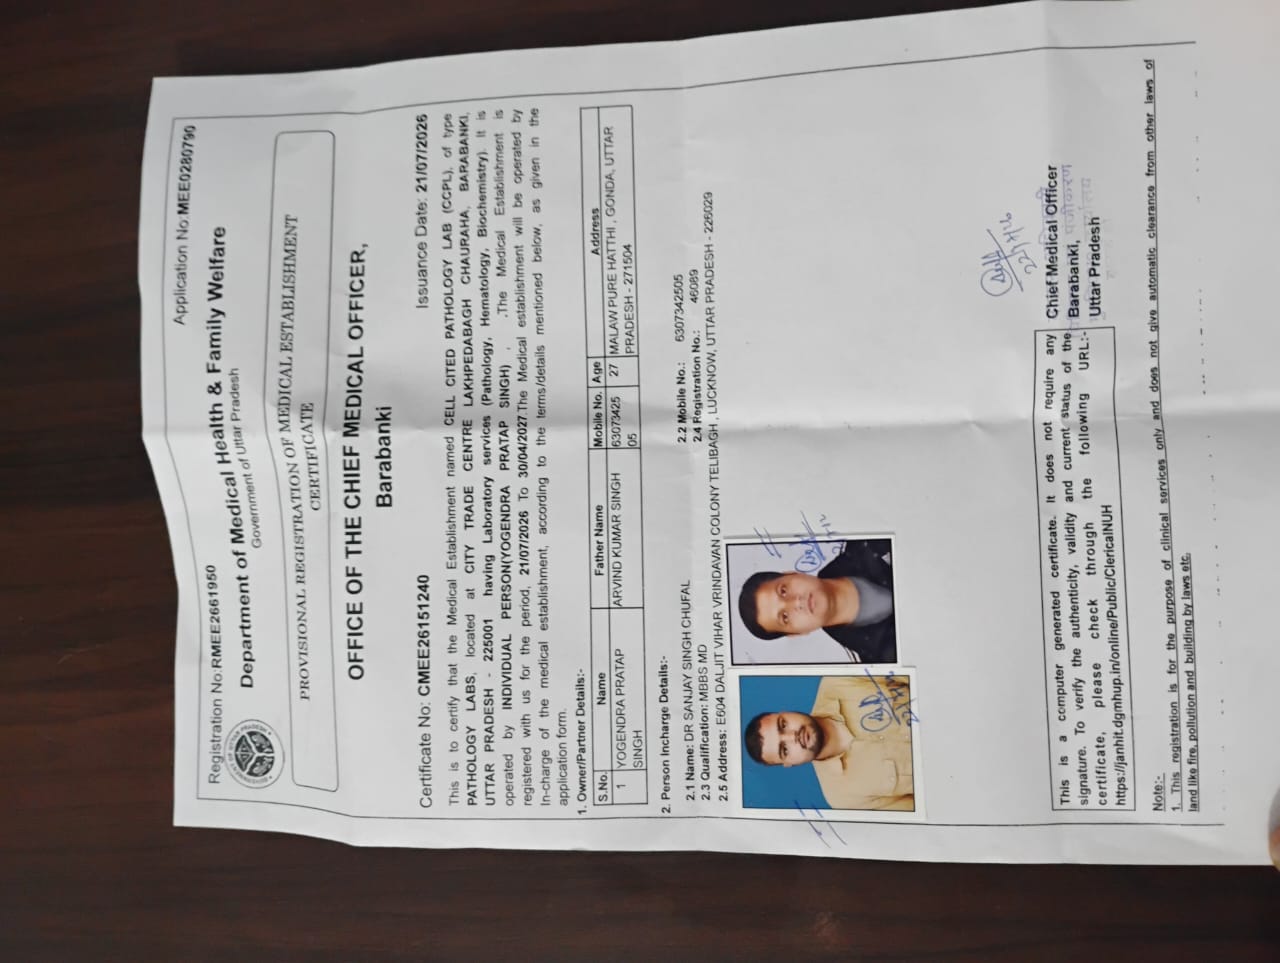 Registration No:RMEE2661950
Application No:MEE0280790
Department of Medical Health & Family Welfare
Government of Uttar Pradesh
PROVISIONAL REGISTRATION OF MEDICAL ESTABLISHMENT
CERTIFICATE
OFFICE OF THE CHIEF MEDICAL OFFICER,
Barabanki
Certificate No: CMEE26151240
Issuance Date: 21/07/2026
This is to certify that the Medical Establishment named CELL CITED PATHOLOGY LAB (CCPL), of type
PATHOLOGY LABS, located at CITY TRADE CENTRE LAKHPEDABAGH CHAURAHA, BARABANKI,
UTTAR PRADESH - 225001 having Laboratory services (Pathology, Hematology, Biochemistry). It is
operated by INDIVIDUAL PERSON(YOGENDRA PRATAP SINGH) , .The Medical Establishment is
registered with us for the period, 21/07/2026 To 30/04/2027.The Medical establishment will be operated by
In-charge of the medical establishment, according to the terms/details mentioned below, as given in the
application form.
1. Owner/Partner Details:-
S.No. Name Father Name Mobile No. Age Address
1 YOGENDRA PRATAP ARVIND KUMAR SINGH 63073425 27 MALAW PURE HATTHI , GONDA, UTTAR
SINGH 05 PRADESH - 271504
2. Person Incharge Details:-
2.1 Name: DR SANJAY SINGH CHUFAL
2.2 Mobile No.: 6307342505
2.3 Qualification: MBBS MD
2.4 Registration No.: 46089
2.5 Address: E604 DALJIT VIHAR VRINDAVAN COLONY TELIBAGH , LUCKNOW, UTTAR PRADESH - 226029
This is a computer generated certificate. It does not require any
signature. To verify the authenticity, validity and current status of the
certificate, please check through the following URL:-
https://janhit.dgmhup.in/online/Public/ClericalNUH
Chief Medical Officer
Barabanki,
Uttar Pradesh
Note:-
1. This registration is for the purpose of clinical services only and does not give automatic clearance from other laws of
land like fire, pollution and building by laws etc.